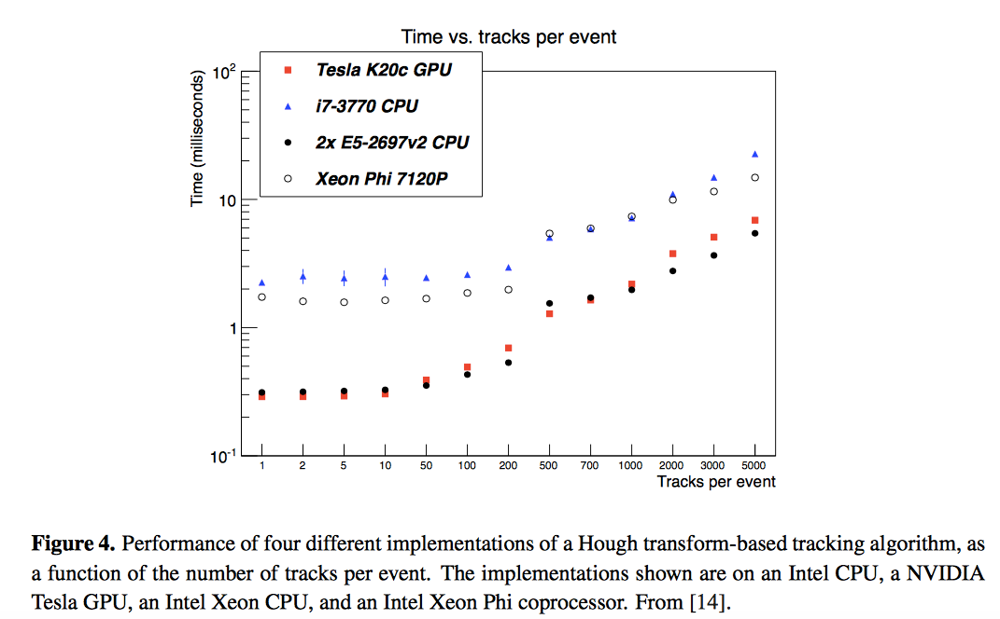 Time vs. tracks per event
Time (milliseconds)
10²
10
1
10⁻¹
Tesla K20c GPU
i7-3770 CPU
2x E5-2697v2 CPU
Xeon Phi 7120P
1 2 5 10 50 100 200 500 700 1000 2000 3000 5000
Tracks per event
Figure 4. Performance of four different implementations of a Hough transform-based tracking algorithm, as
a function of the number of tracks per event. The implementations shown are on an Intel CPU, a NVIDIA
Tesla GPU, an Intel Xeon CPU, and an Intel Xeon Phi coprocessor. From [14].